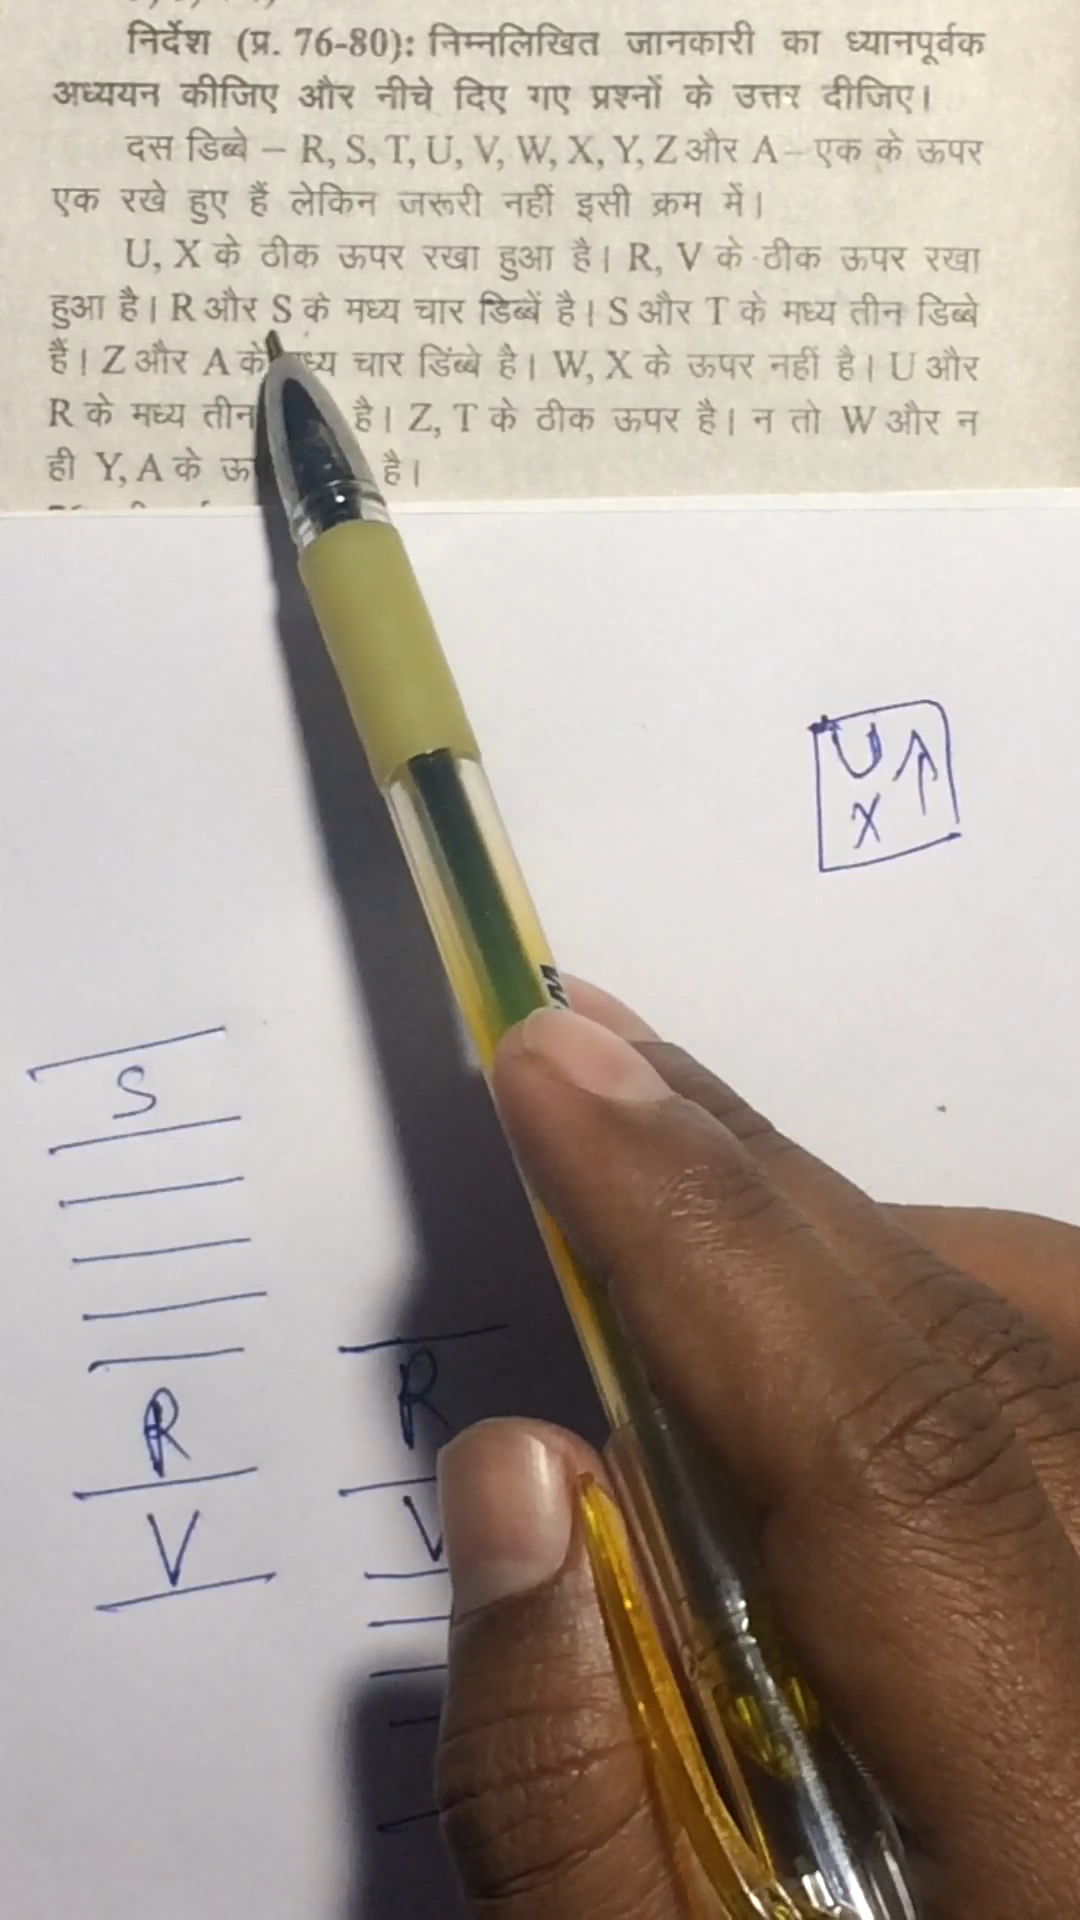 निर्देश (प्र. 76-80): निम्नलिखित जानकारी का ध्यानपूर्वक
अध्ययन कीजिए और नीचे दिए गए प्रश्नों के उत्तर दीजिए।
दस डिब्बे – R, S, T, U, V, W, X, Y, Z और A – एक के ऊपर
एक रखे हुए हैं लेकिन जरूरी नहीं इसी क्रम में।
U, X के ठीक ऊपर रखा हुआ है। R, V के ठीक ऊपर रखा
हुआ है। R और S के मध्य चार डिब्बें है। S और T के मध्य तीन डिब्बे
हैं। Z और A के चार डिंब्बे है। W, X के ऊपर नहीं है। U और
R के मध्य तीन है। Z, T के ठीक ऊपर है। न तो W और न
ही Y, A के है।
U
X
S
R
V
R
V